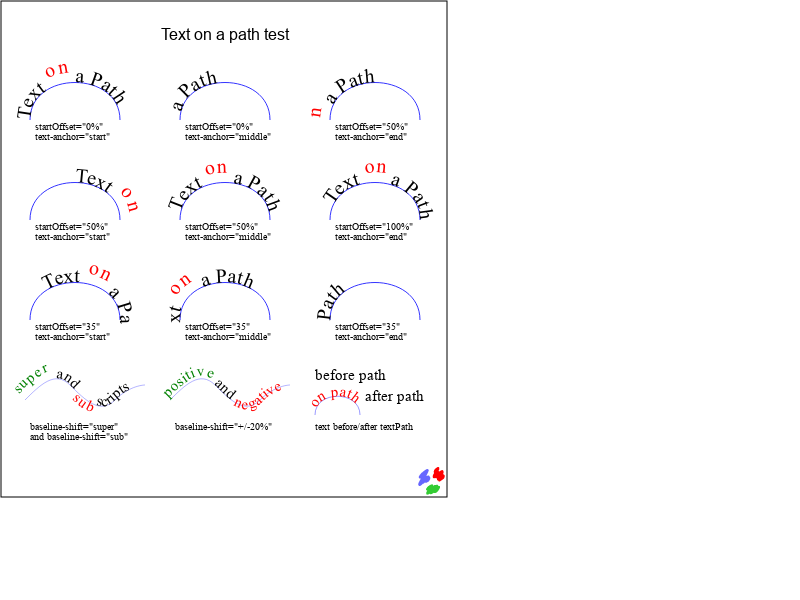 Text on a path test
Text on a Path
startOffset="0%"
text-anchor="start"
a Path
startOffset="0%"
text-anchor="middle"
n a Path
startOffset="50%"
text-anchor="end"
Text on
startOffset="50%"
text-anchor="start"
Text on a Path
startOffset="50%"
text-anchor="middle"
Text on a Path
startOffset="100%"
text-anchor="end"
Text on a Pa
startOffset="35"
text-anchor="start"
xt on a Path
startOffset="35"
text-anchor="middle"
Path
startOffset="35"
text-anchor="end"
super and sub scripts
baseline-shift="super"
and baseline-shift="sub"
positive and negative
baseline-shift="+/-20%"
before path
on path after path
text before/after textPath